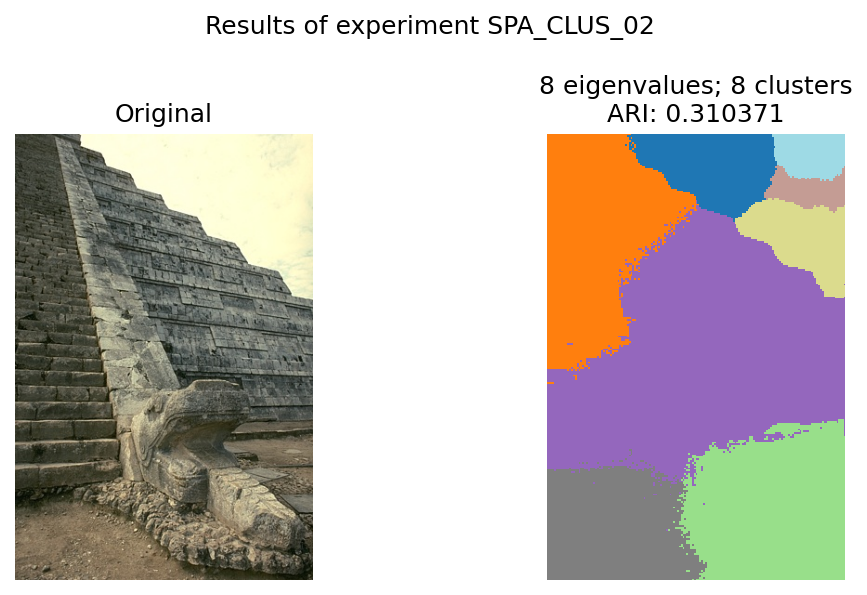 Results of experiment SPA_CLUS_02
Original
8 eigenvalues; 8 clusters
ARI: 0.310371